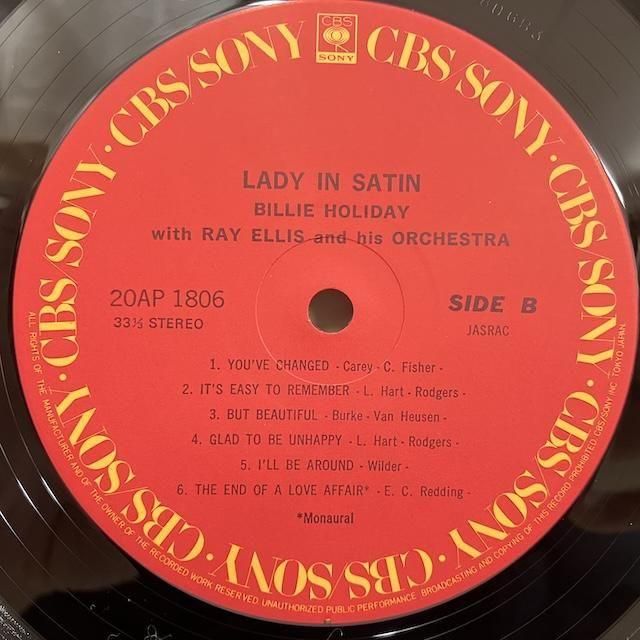 CBS
SONY
CBS/SONY · CBS/SONY · CBS/SONY · CBS/SONY · CBS/SONY · CBS/SONY · CBS/SONY · CBS/SONY
LADY IN SATIN
BILLIE HOLIDAY
with RAY ELLIS and his ORCHESTRA
20AP 1806
33⅓ STEREO
SIDE B
JASRAC
1. YOU'VE CHANGED - Carey - C. Fisher -
2. IT'S EASY TO REMEMBER - L. Hart - Rodgers -
3. BUT BEAUTIFUL - Burke - Van Heusen -
4. GLAD TO BE UNHAPPY - L. Hart - Rodgers -
5. I'LL BE AROUND - Wilder -
6. THE END OF A LOVE AFFAIR* - E. C. Redding -
*Monaural
ALL RIGHTS OF THE MANUFACTURER AND OF THE OWNER OF THE RECORDED WORK RESERVED. UNAUTHORIZED PUBLIC PERFORMANCE BROADCASTING AND COPYING OF THIS RECORD PROHIBITED. CBS/SONY INC. TOKYO JAPAN.